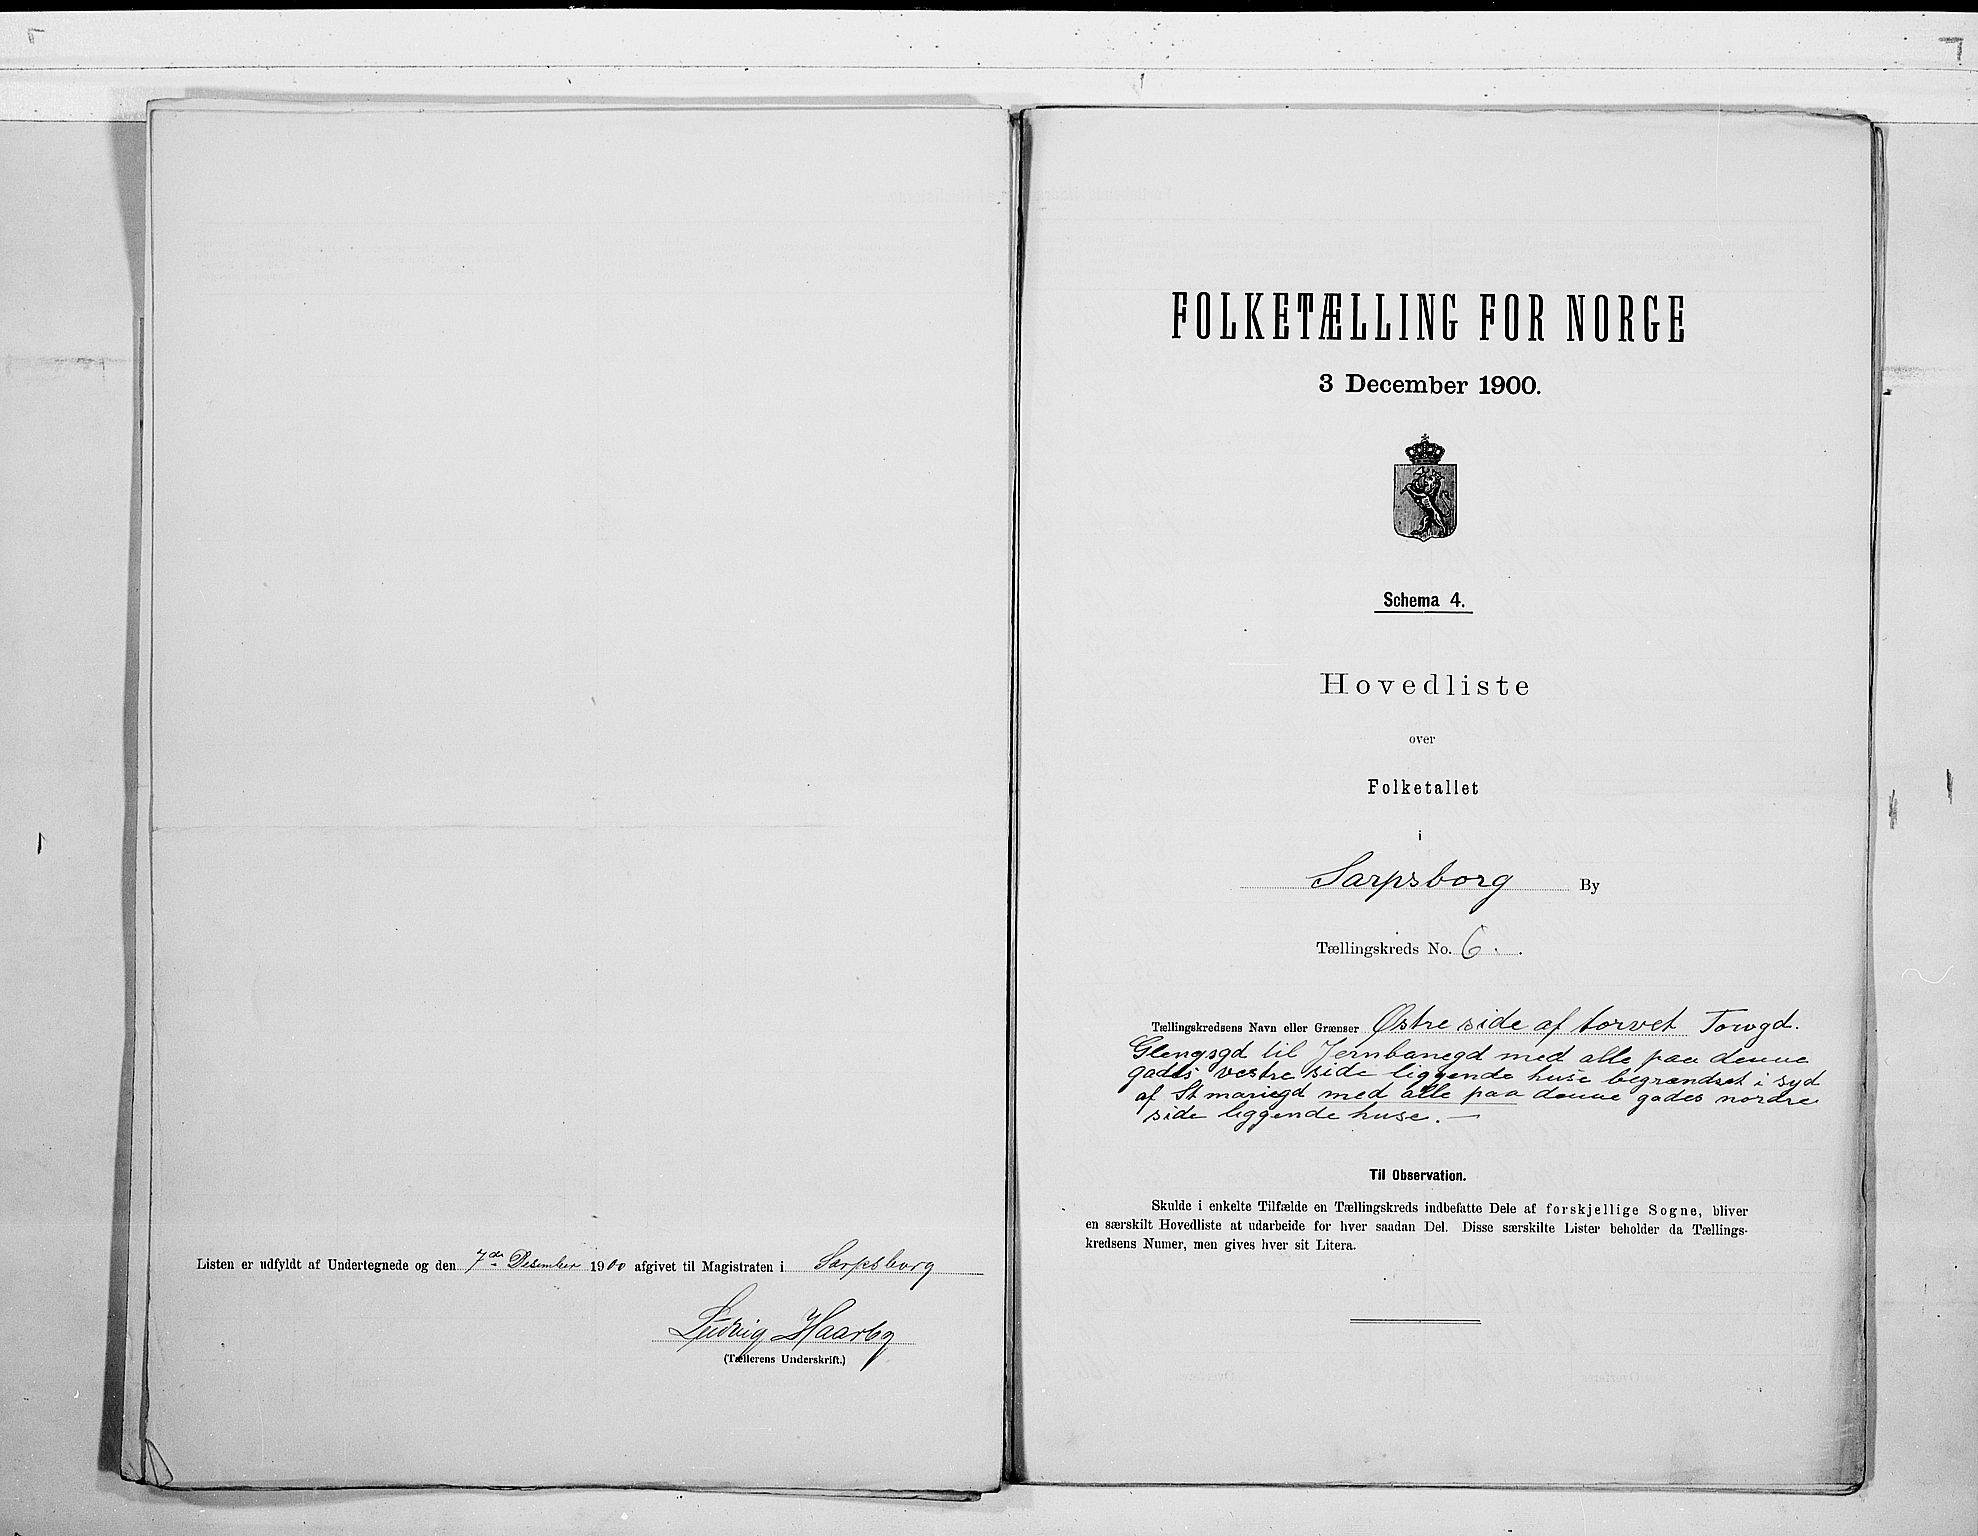 Listen er udfyldt af Undertegnede og den 7de Desember 1900 afgivet til Magistraten i Sarpsborg
Ludvig Haarby
(Tællerens Underskrift.)
FOLKETÆLLING FOR NORGE
3 December 1900.
Schema 4.
Hovedliste
over
Folketallet
i
Sarpsborg By
Tællingskreds No. 6.
Tællingskredsens Navn eller Grænser Østre side af torvet Torvgd.
Glengsgd til Jernbanegd med alle paa denne
gades vestre side liggende huse begrændset i syd
af St mariegd med alle paa denne gades nordre
side liggende huse. —
Til Observation.
Skulde i enkelte Tilfælde en Tællingskreds indbefatte Dele af forskjellige Sogne, bliver
en særskilt Hovedliste at udarbeide for hver saadan Del. Disse særskilte Lister beholder da Tællings-
kredsens Numer, men gives hver sit Litera.